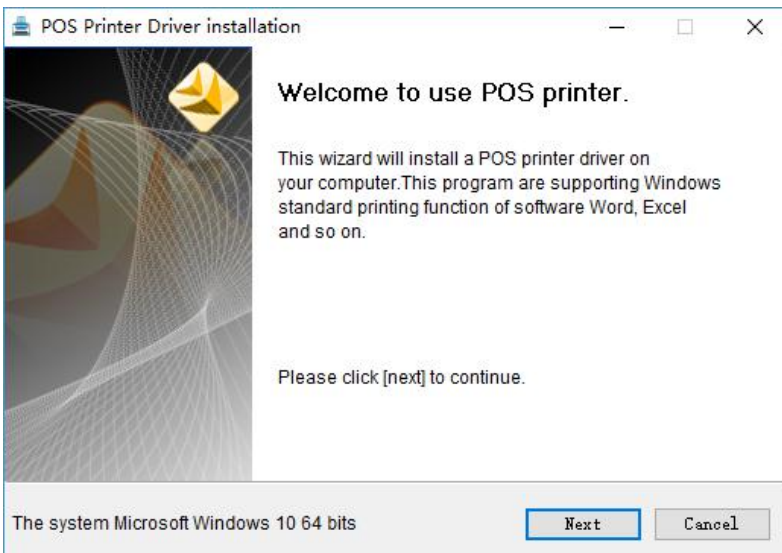 POS Printer Driver installation
Welcome to use POS printer.
This wizard will install a POS printer driver on
your computer.This program are supporting Windows
standard printing function of software Word, Excel
and so on.
Please click [next] to continue.
The system Microsoft Windows 10 64 bits
Next
Cancel